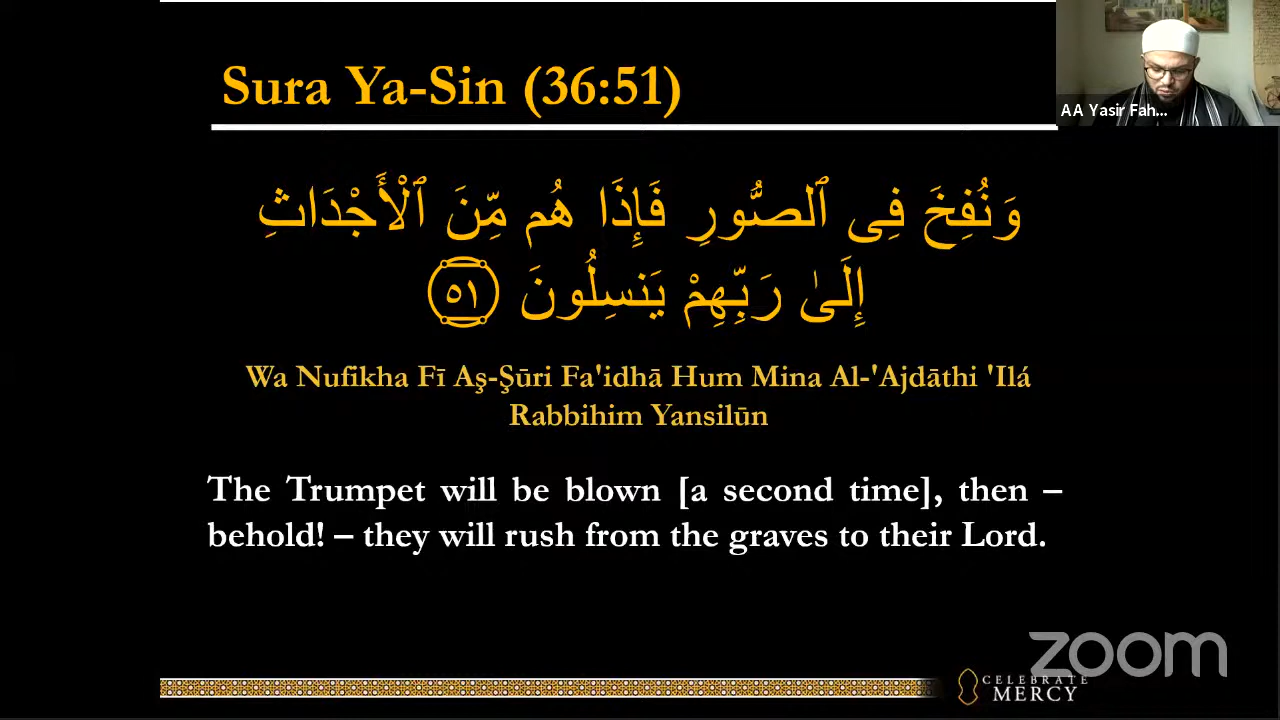 Sura Ya-Sin (36:51)
AA Yasir Fah...
وَنُفِخَ فِى ٱلصُّورِ فَإِذَا هُم مِّنَ ٱلْأَجْدَاثِ
إِلَىٰ رَبِّهِمْ يَنسِلُونَ ٥١
Wa Nufikha Fī Aş-Şūri Fa'idhā Hum Mina Al-'Ajdāthi 'Ilá
Rabbihim Yansilūn
The Trumpet will be blown [a second time], then –
behold! – they will rush from the graves to their Lord.
zoom
CELEBRATE
MERCY